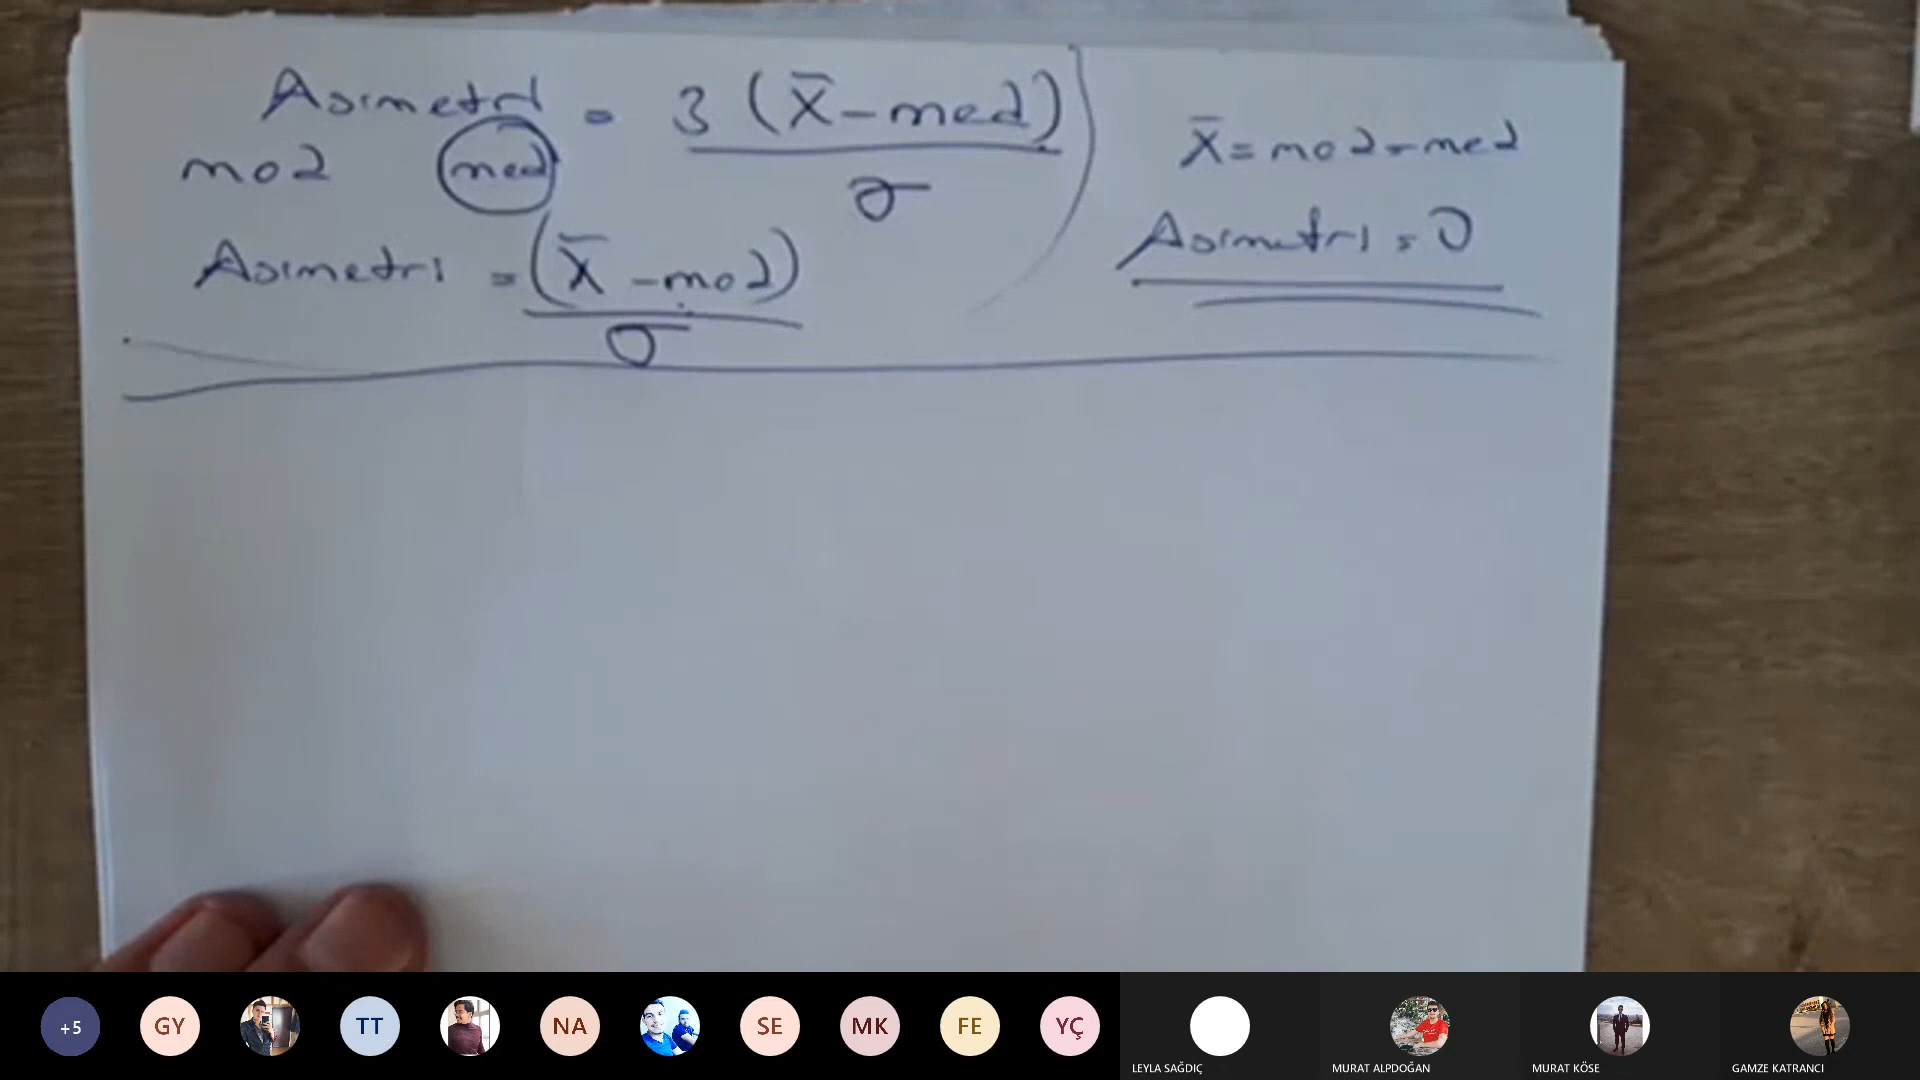 Asimetri = 3 (x̄ - med)
σ
mod med
Asimetri = (x̄ - mod)
σ
x̄ = mod = med
Asimetri = 0
+5 GY TT NA SE MK FE YÇ
LEYLA SAĞDIÇ MURAT ALPDOĞAN MURAT KÖSE GAMZE KATRANCI